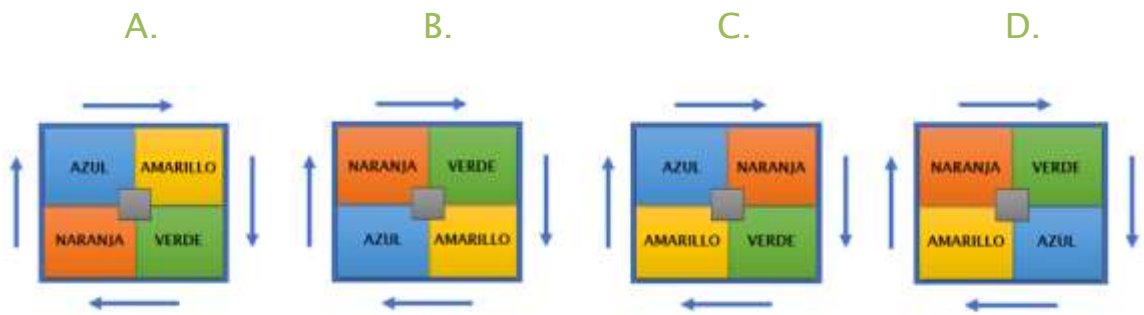 A. B. C. D.
AZUL AMARILLO NARANJA VERDE AZUL NARANJA NARANJA VERDE
NARANJA VERDE AZUL AMARILLO AMARILLO VERDE AMARILLO AZUL